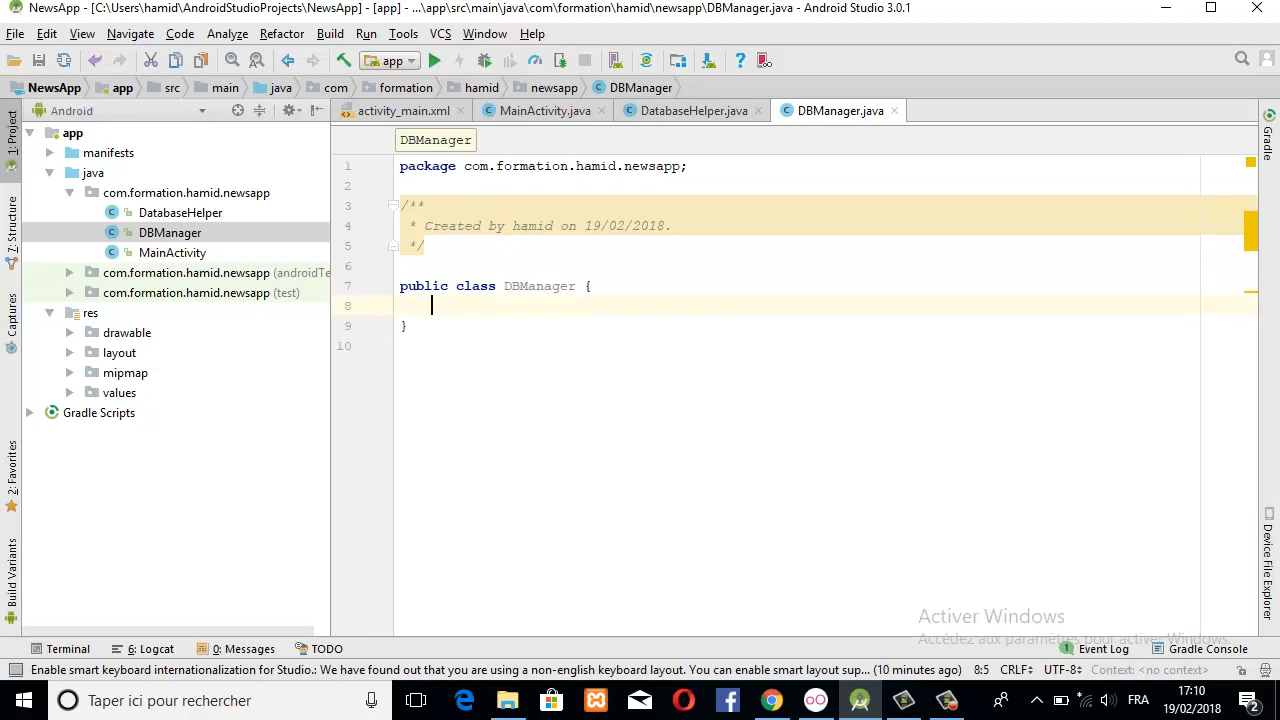 NewsApp - [C:\Users\hamid\AndroidStudioProjects\NewsApp] - [app] - ...\app\src\main\java\com\formation\hamid\newsapp\DBManager.java - Android Studio 3.0.1
File Edit View Navigate Code Analyze Refactor Build Run Tools VCS Window Help
app
NewsApp app src main java com formation hamid newsapp DBManager
Android
activity_main.xml MainActivity.java DatabaseHelper.java DBManager.java
DBManager
app
manifests
java
com.formation.hamid.newsapp
DatabaseHelper
DBManager
MainActivity
com.formation.hamid.newsapp (androidTe
com.formation.hamid.newsapp (test)
res
drawable
layout
mipmap
values
Gradle Scripts
1: Project
7: Structure
Captures
2: Favorites
Build Variants
1 package com.formation.hamid.newsapp;
2
3 /**
4 * Created by hamid on 19/02/2018.
5 */
6
7 public class DBManager {
8
9 }
10
Gradle
Device File Explorer
Activer Windows
Accédez aux paramètres pour activer Windows.
Terminal 6: Logcat 0: Messages TODO 1 Event Log Gradle Console
Enable smart keyboard internationalization for Studio.: We have found out that you are using a non-english keyboard layout. You can enable smart layout sup... (10 minutes ago) 8:5 CRLF UTF-8 Context: <no context>
Taper ici pour rechercher
FRA
17:10
19/02/2018
2